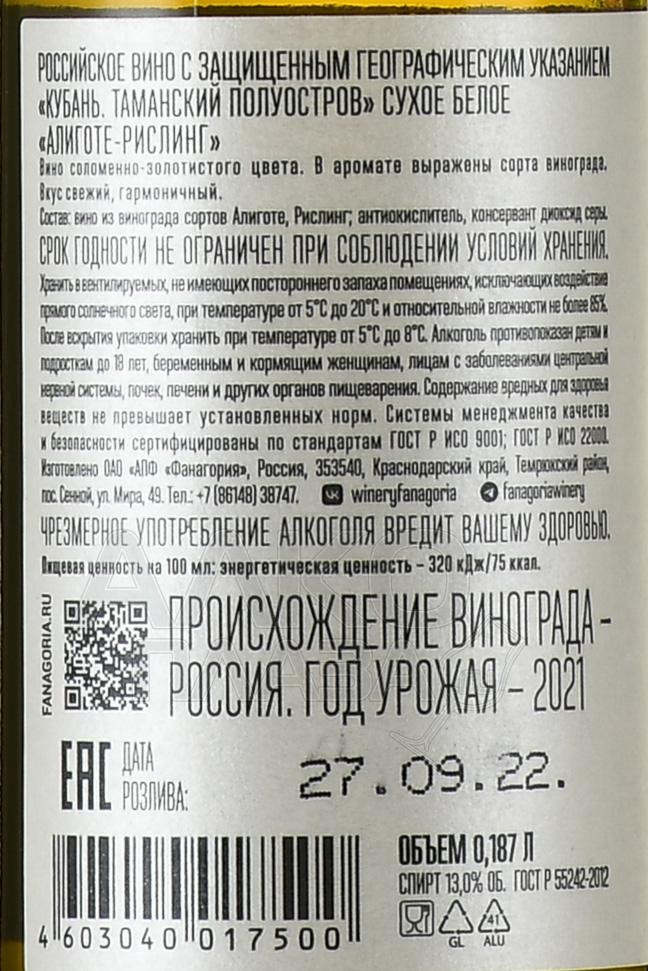 РОССИЙСКОЕ ВИНО С ЗАЩИЩЕННЫМ ГЕОГРАФИЧЕСКИМ УКАЗАНИЕМ
«КУБАНЬ. ТАМАНСКИЙ ПОЛУОСТРОВ» СУХОЕ БЕЛОЕ
«АЛИГОТЕ-РИСЛИНГ»
Вино соломенно-золотистого цвета. В аромате выражены сорта винограда.
Вкус свежий, гармоничный.
Состав: вино из винограда сортов Алиготе, Рислинг; антиокислитель, консервант диоксид серы.
СРОК ГОДНОСТИ НЕ ОГРАНИЧЕН ПРИ СОБЛЮДЕНИИ УСЛОВИЙ ХРАНЕНИЯ.
Хранить в вентилируемых, не имеющих постороннего запаха помещениях, исключающих воздействие
прямого солнечного света, при температуре от 5°С до 20°С и относительной влажности не более 85%.
После вскрытия упаковки хранить при температуре от 5°С до 8°С. Алкоголь противопоказан детям и
подросткам до 18 лет, беременным и кормящим женщинам, лицам с заболеваниями центральной
нервной системы, почек, печени и других органов пищеварения. Содержание вредных для здоровья
веществ не превышает установленных норм. Системы менеджмента качества
и безопасности сертифицированы по стандартам ГОСТ Р ИСО 9001; ГОСТ Р ИСО 22000.
Изготовлено ОАО «АПФ «Фанагория», Россия, 353540, Краснодарский край, Темрюкский район,
пос. Сенной, ул. Мира, 49. Тел.: +7 (86148) 38747. wineryfanagoria fanagoriawinery
ЧРЕЗМЕРНОЕ УПОТРЕБЛЕНИЕ АЛКОГОЛЯ ВРЕДИТ ВАШЕМУ ЗДОРОВЬЮ.
Пищевая ценность на 100 мл: энергетическая ценность – 320 кДж/75 ккал.
FANAGORIA.RU
ПРОИСХОЖДЕНИЕ ВИНОГРАДА –
РОССИЯ. ГОД УРОЖАЯ – 2021
ЕАС ДАТА
РОЗЛИВА:
27.09.22.
ОБЪЕМ 0,187 Л
СПИРТ 13,0% ОБ. ГОСТ Р 55242-2012
41
GL ALU
4 603040 017500